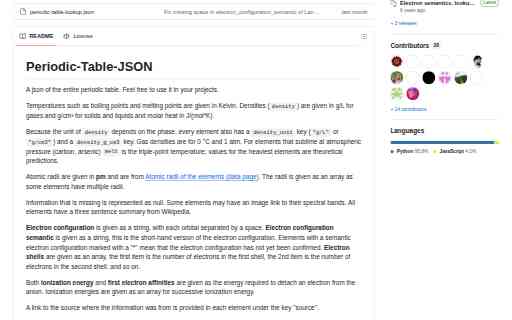 periodic-table-lookup.json
Fix missing space in electron_configuration_semantic of Lan...
last month
README
License
Periodic-Table-JSON
A json of the entire periodic table. Feel free to use it in your projects.
Temperatures such as boiling points and melting points are given in Kelvin. Densities (density) are given in g/l for
gases and g/cm³ for solids and liquids and molar heat in J/(mol*K).
Because the unit of density depends on the phase, every element also has a density_unit key ("g/L" or
"g/cm3") and a key. Gas densities are for 0 °C and 1 atm. For elements that sublime at atmospheric
pressure (carbon, arsenic) is the triple-point temperature, values for the heaviest elements are theoretical
predictions.
Atomic radii are given in pm and are from Atomic radii of the elements (data page). The radii is given as an array as
some elements have multiple radii.
Information that is missing is represented as null. Some elements may have an image link to their spectral bands. All
elements have a three sentence summary from Wikipedia.
Electron configuration is given as a string, with each orbital separated by a space. Electron configuration
semantic is given as a string, this is the short-hand version of the electron configuration. Elements with a semantic
electron configuration marked with a "*" mean that the electron configuration has not yet been confirmed. Electron
shells are given as an array, the first item is the number of electrons in the first shell, the 2nd item is the number of
electrons in the second shell, and so on.
Both ionization energy and first electron affinities are given as the energy required to detach an electron from the
anion. Ionization energies are given as an array for successive ionization energy.
A link to the source where the information was from is provided in each element under the key "source".
Electron semantics, looku...
Latest
Contributors
Languages
Python
JavaScript